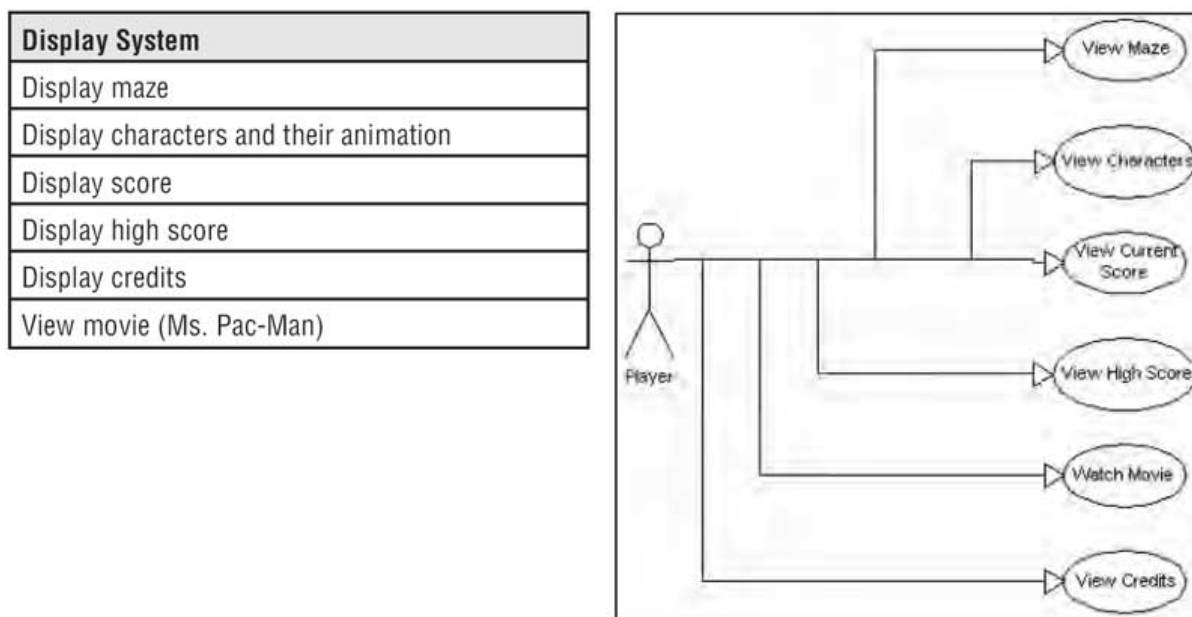 Display System
Display maze
Display characters and their animation
Display score
Display high score
Display credits
View movie (Ms. Pac-Man)
View Maze
View Characters
View Current
Score
Player
View High Score
Watch Movie
View Credits